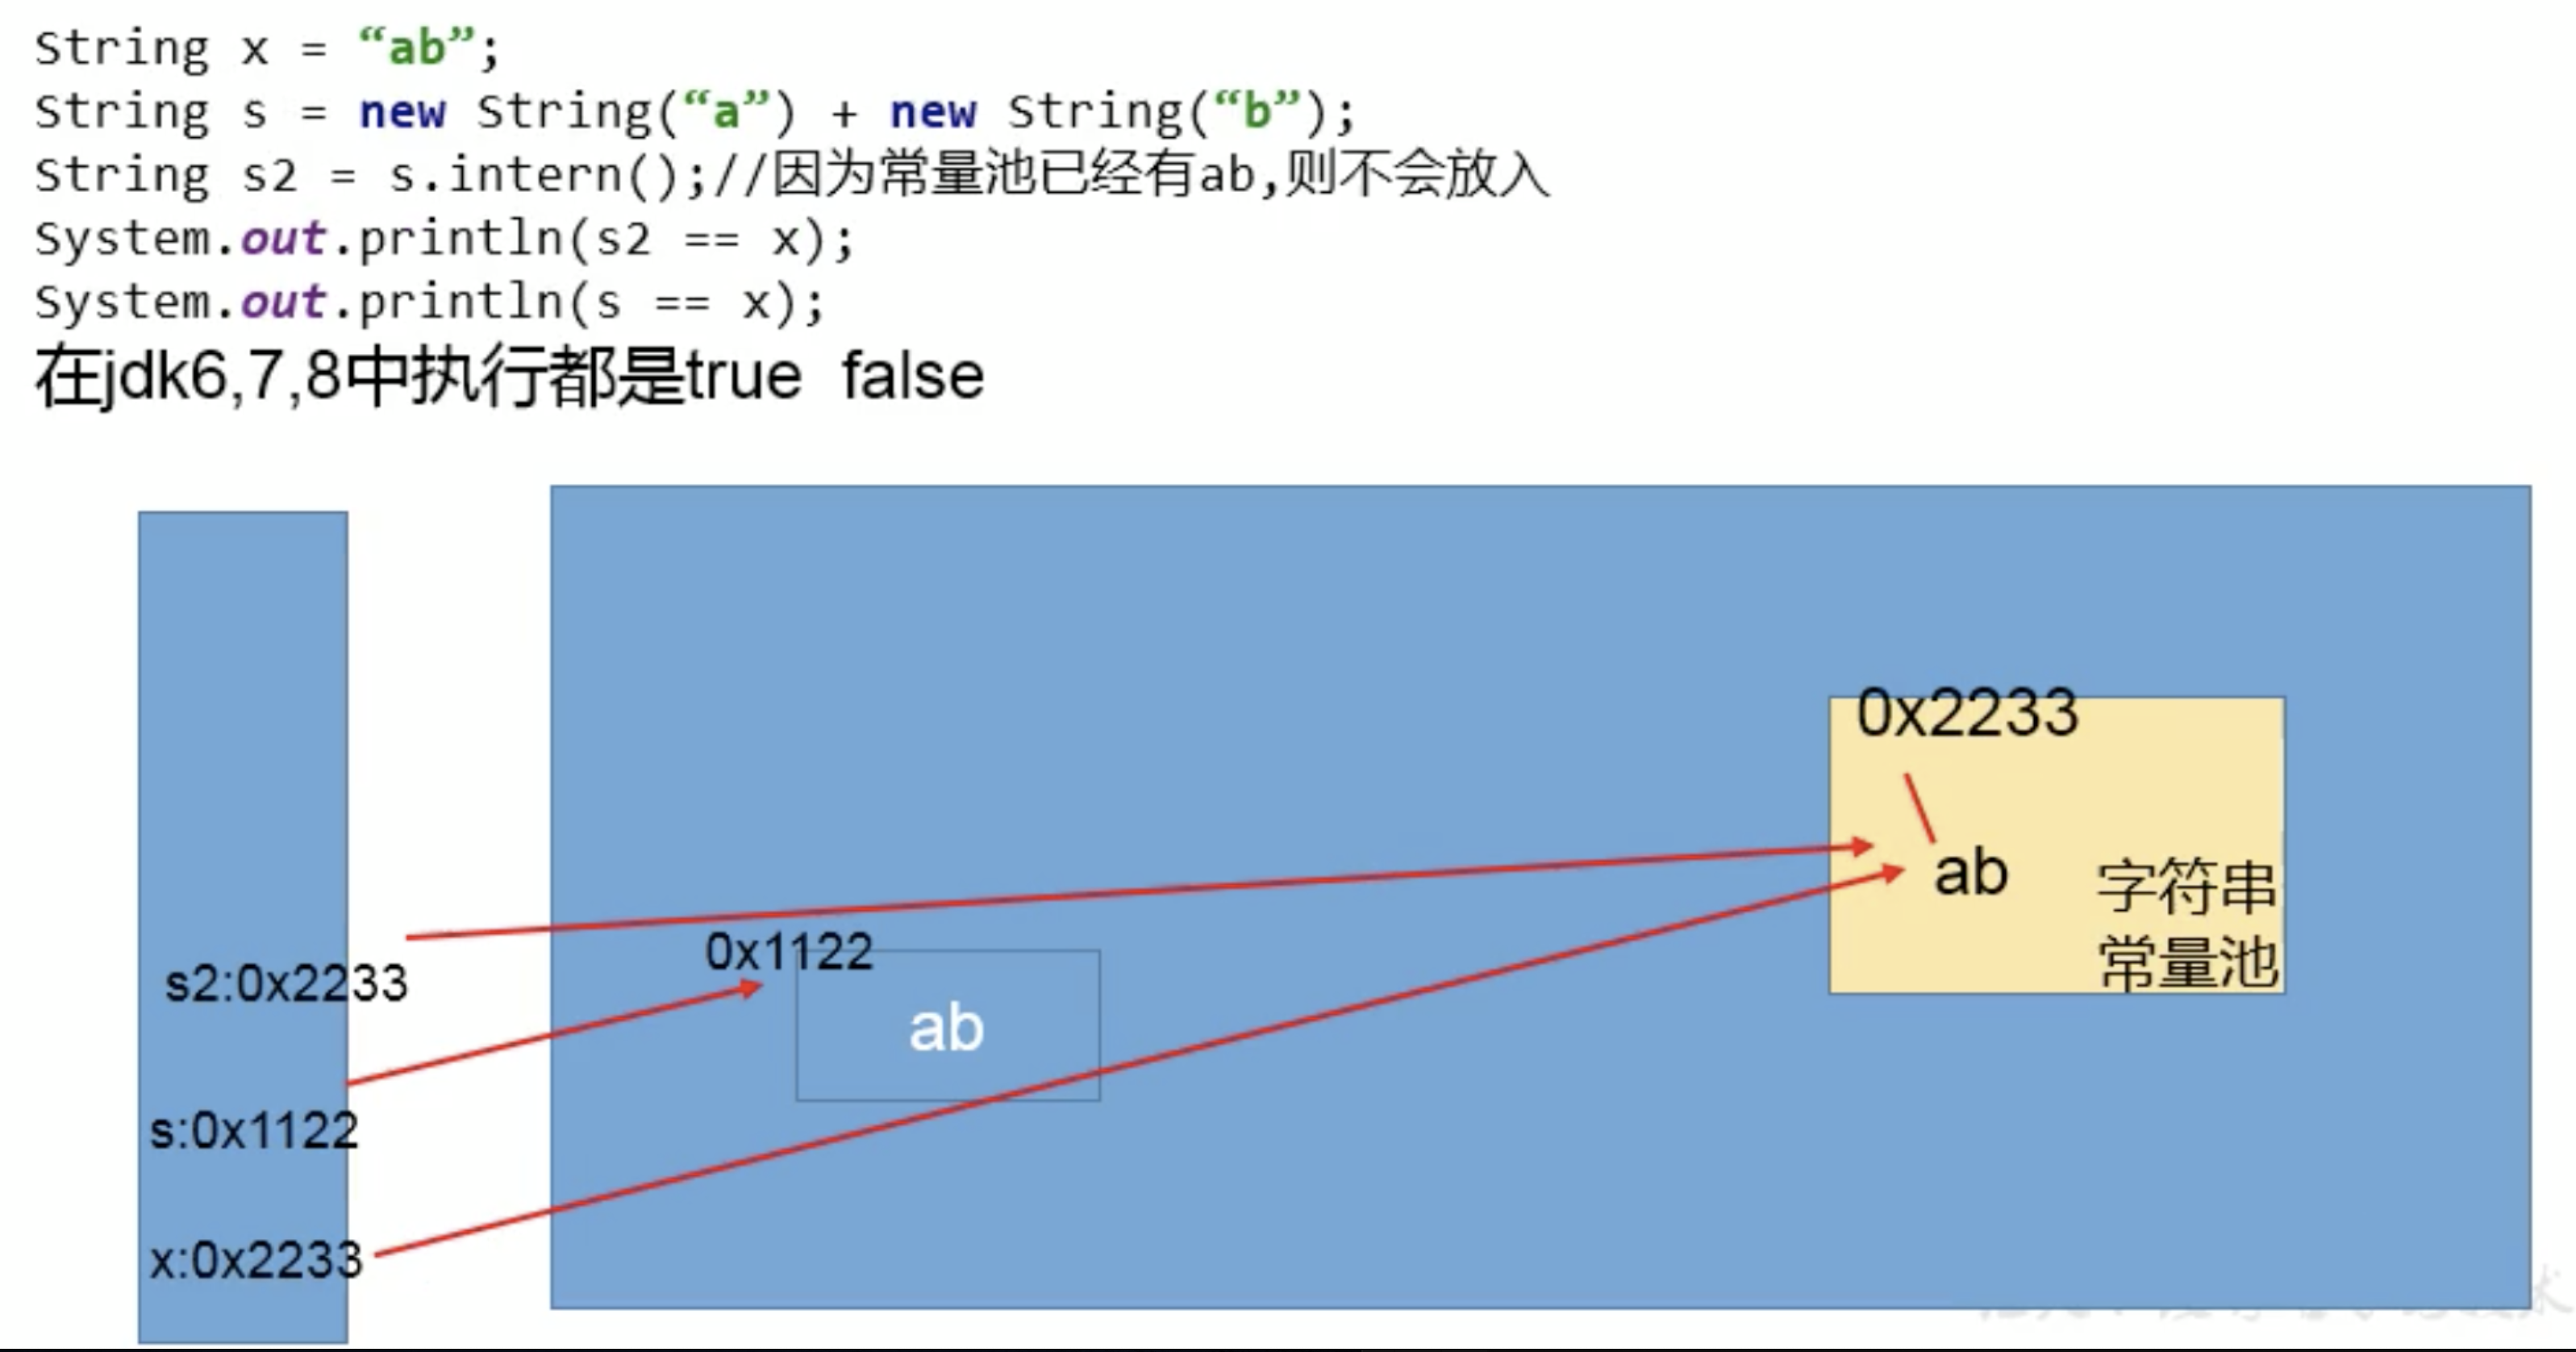 String x = “ab”;
String s = new String(“a”) + new String(“b”);
String s2 = s.intern();//因为常量池已经有ab,则不会放入
System.out.println(s2 == x);
System.out.println(s == x);
在jdk6,7,8中执行都是true false
0x2233
ab
字符串
常量池
0x1122
ab
s2:0x2233
s:0x1122
x:0x2233